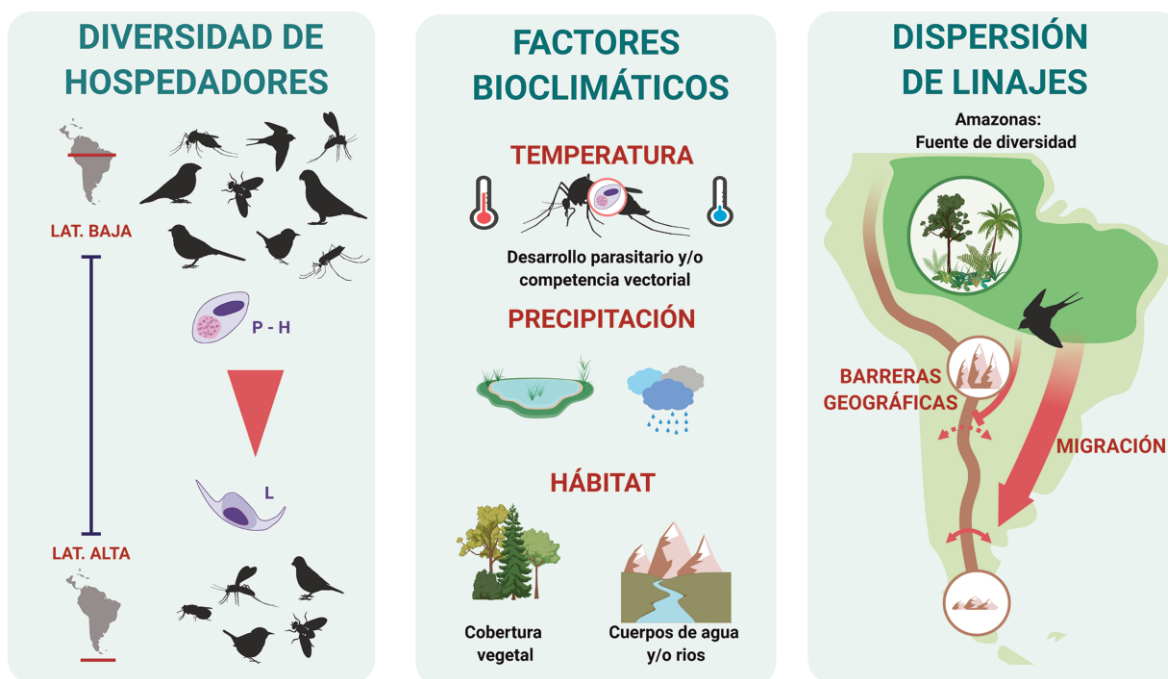 DIVERSIDAD DE
HOSPEDADORES
LAT. BAJA
P - H
L
LAT. ALTA
FACTORES
BIOCLIMÁTICOS
TEMPERATURA
Desarrollo parasitario y/o
competencia vectorial
PRECIPITACIÓN
HÁBITAT
Cobertura
vegetal
Cuerpos de agua
y/o rios
DISPERSIÓN
DE LINAJES
Amazonas:
Fuente de diversidad
BARRERAS
GEOGRÁFICAS
MIGRACIÓN